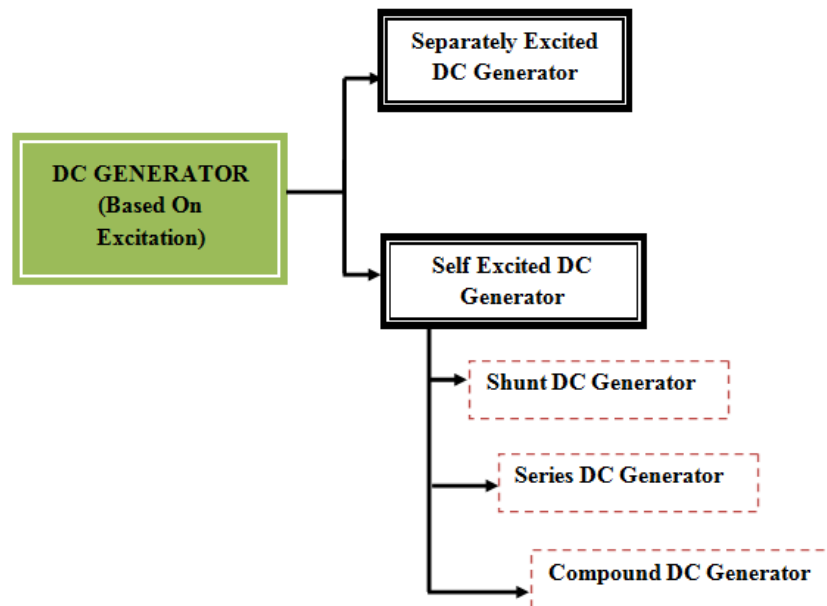 Separately Excited
DC Generator
DC GENERATOR
(Based On
Excitation)
Self Excited DC
Generator
Shunt DC Generator
Series DC Generator
Compound DC Generator